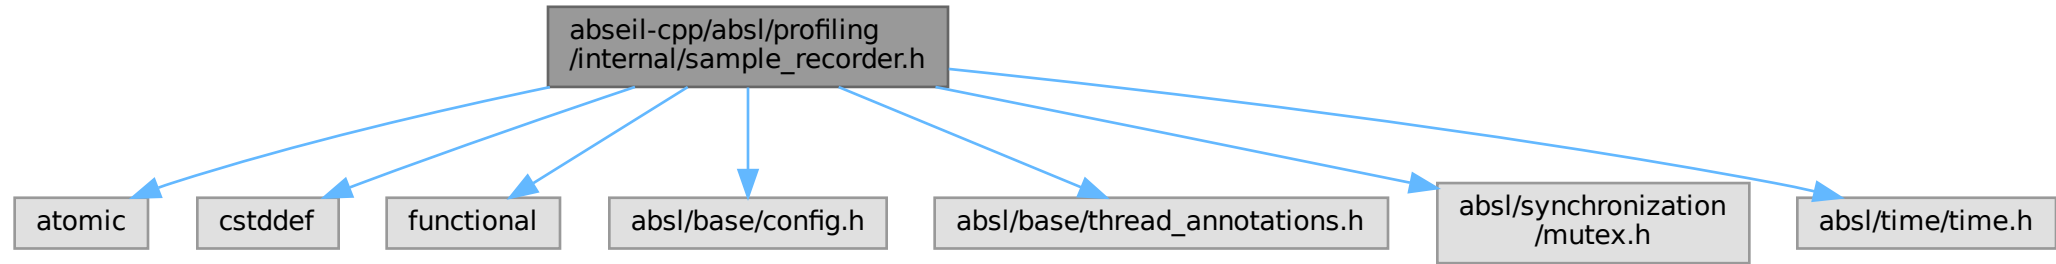 abseil-cpp/absl/profiling
/internal/sample_recorder.h
atomic
cstddef
functional
absl/base/config.h
absl/base/thread_annotations.h
absl/synchronization
/mutex.h
absl/time/time.h